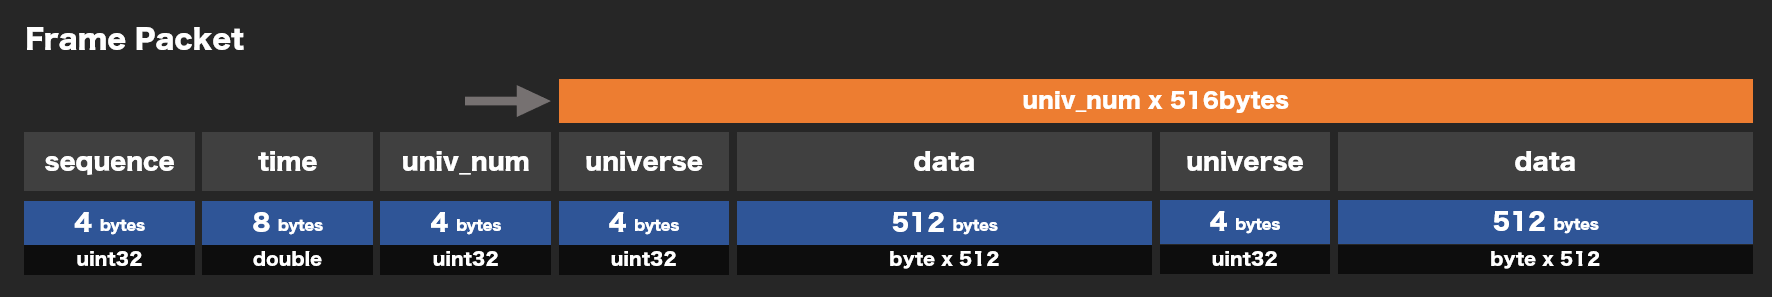 Frame Packet
univ_num x 516bytes
sequence time univ_num universe data universe data
4 bytes 8 bytes 4 bytes 4 bytes 512 bytes 4 bytes 512 bytes
uint32 double uint32 uint32 byte x 512 uint32 byte x 512